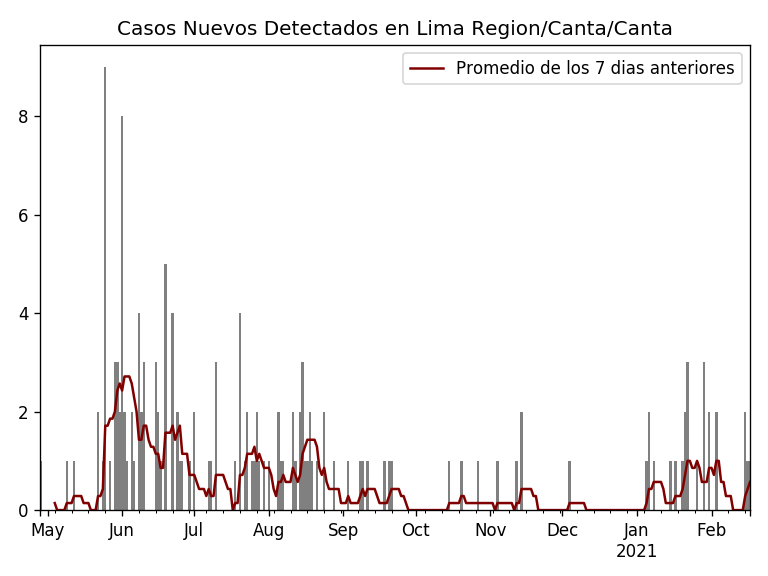 Casos Nuevos Detectados en Lima Region/Canta/Canta
Promedio de los 7 dias anteriores
8
6
4
2
0
May Jun Jul Aug Sep Oct Nov Dec Jan Feb
2021